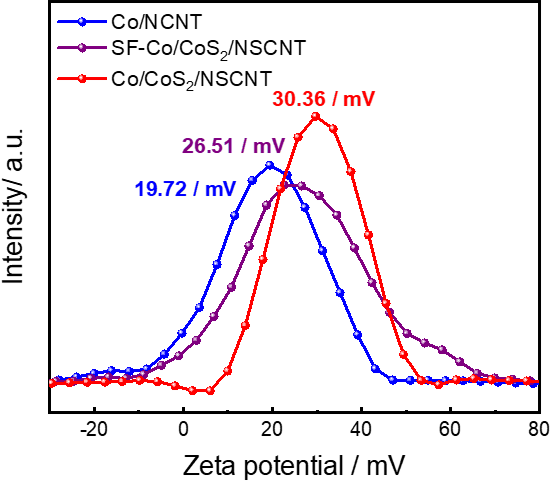 Co/NCNT
SF-Co/CoS₂/NSCNT
Co/CoS₂/NSCNT
30.36 / mV
26.51 / mV
19.72 / mV
Intensity/ a.u.
-20 0 20 40 60 80
Zeta potential / mV